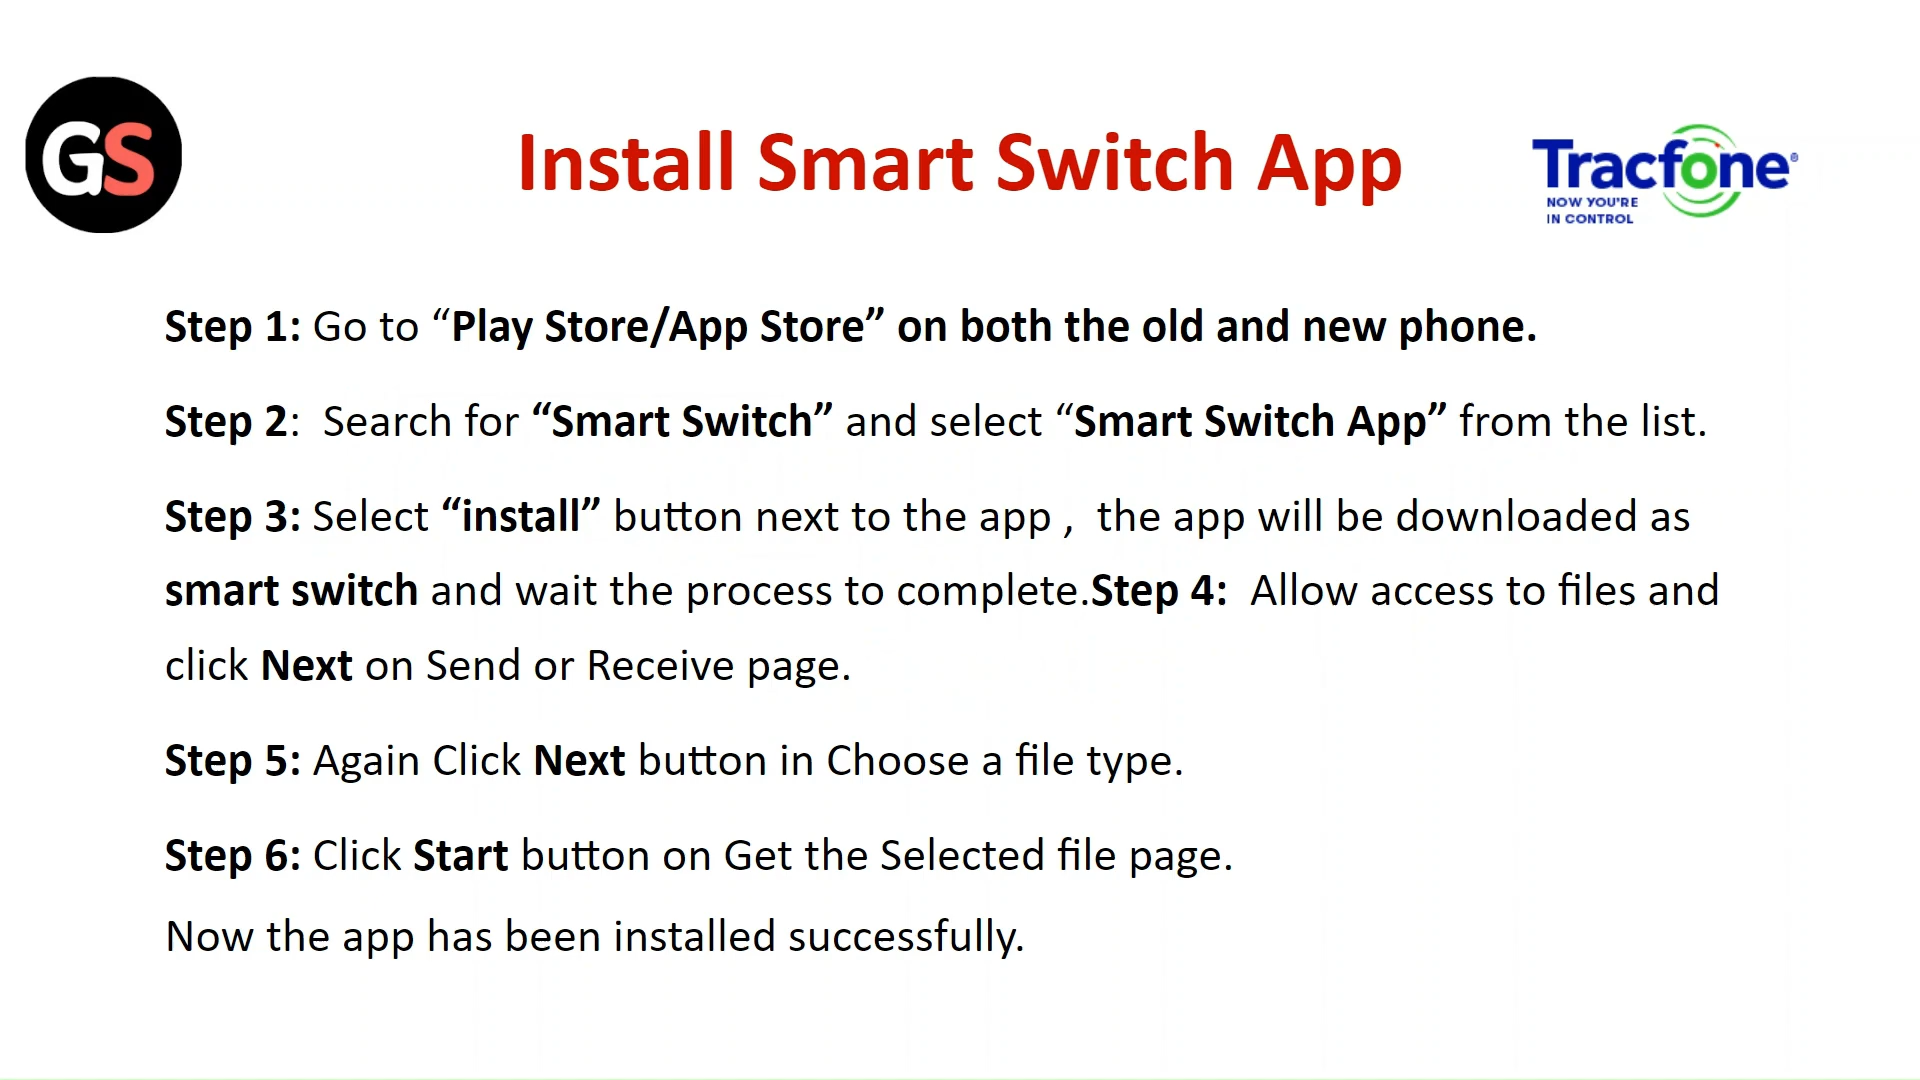 GS
Install Smart Switch App
Tracfone®
NOW YOU'RE
IN CONTROL
Step 1: Go to “Play Store/App Store” on both the old and new phone.
Step 2:  Search for “Smart Switch” and select “Smart Switch App” from the list.
Step 3: Select “install” button next to the app ,  the app will be downloaded as
smart switch and wait the process to complete.Step 4:  Allow access to files and
click Next on Send or Receive page.
Step 5: Again Click Next button in Choose a file type.
Step 6: Click Start button on Get the Selected file page.
Now the app has been installed successfully.